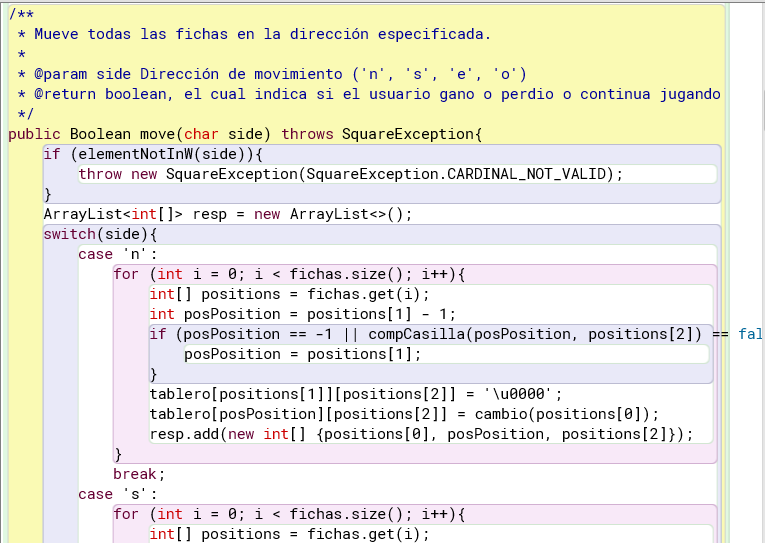 /**
 * Mueve todas las fichas en la dirección especificada.
 *
 * @param side Dirección de movimiento ('n', 's', 'e', 'o')
 * @return boolean, el cual indica si el usuario gano o perdio o continua jugando
 */
public Boolean move(char side) throws SquareException{
    if (elementNotInW(side)){
        throw new SquareException(SquareException.CARDINAL_NOT_VALID);
    }
    ArrayList<int[]> resp = new ArrayList<>();
    switch(side){
        case 'n':
            for (int i = 0; i < fichas.size(); i++){
                int[] positions = fichas.get(i);
                int posPosition = positions[1] - 1;
                if (posPosition == -1 || compCasilla(posPosition, positions[2]) == fal
                    posPosition = positions[1];
                }
                tablero[positions[1]][positions[2]] = '\u0000';
                tablero[posPosition][positions[2]] = cambio(positions[0]);
                resp.add(new int[] {positions[0], posPosition, positions[2]});
            }
            break;
        case 's':
            for (int i = 0; i < fichas.size(); i++){
                int[] positions = fichas.get(i);